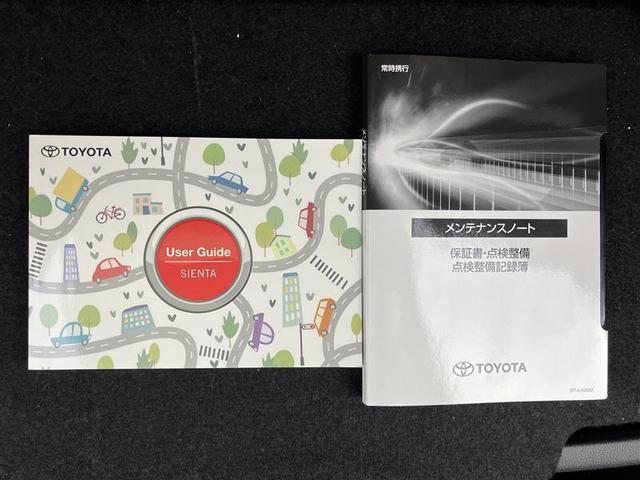 TOYOTA
User Guide
SIENTA
常時携行
メンテナンスノート
保証書・点検整備
点検整備記録簿
TOYOTA